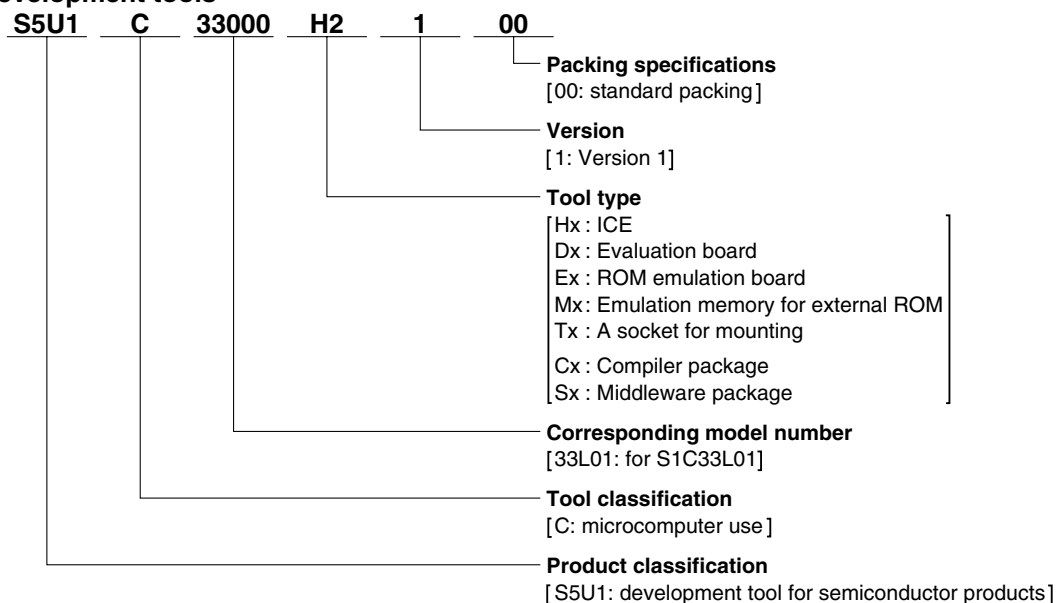 S5U1 C 33000 H2 1 00
Packing specifications
[00: standard packing]
Version
[1: Version 1]
Tool type
Hx : ICE
Dx : Evaluation board
Ex : ROM emulation board
Mx : Emulation memory for external ROM
Tx : A socket for mounting
Cx : Compiler package
Sx : Middleware package
Corresponding model number
[33L01: for S1C33L01]
Tool classification
[C: microcomputer use]
Product classification
[S5U1: development tool for semiconductor products]